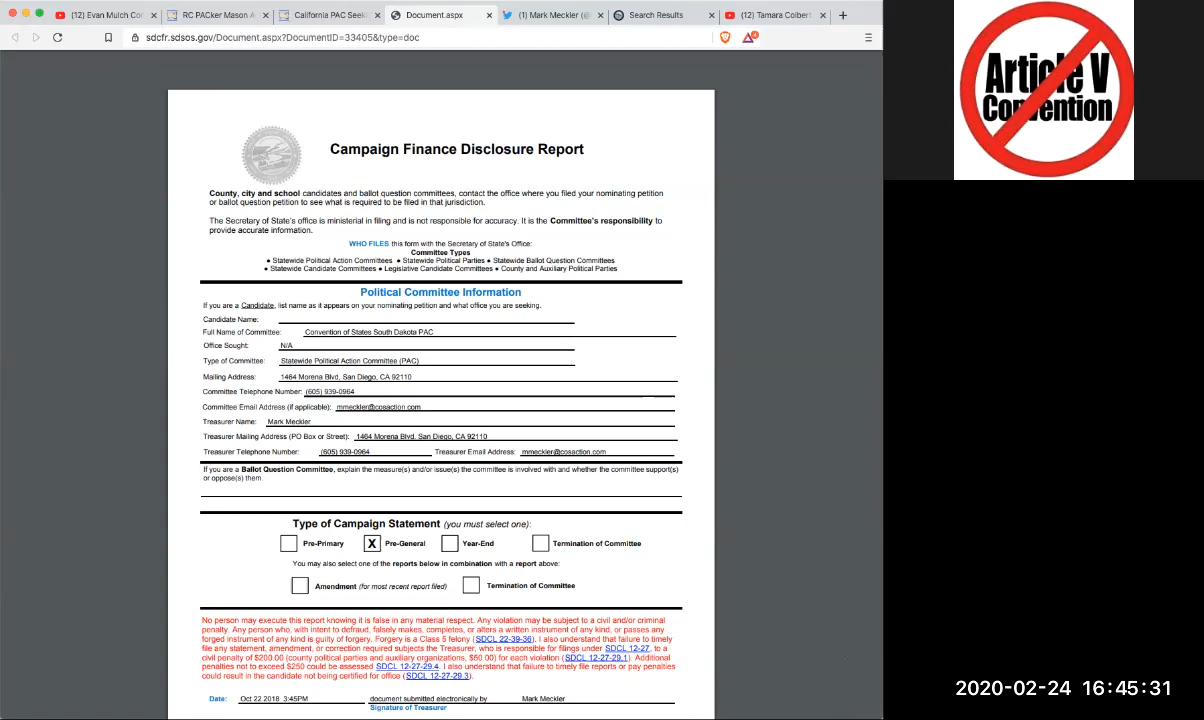 (12) Evan Mulch Con
RC PACker Mason A
California PAC Seeki
Document.aspx
(1) Mark Meckler (@
Search Results
(12) Tamara Colbert
sdcfr.sdsos.gov/Document.aspx?DocumentID=33405&type=doc
Article V
Convention
Campaign Finance Disclosure Report
County, city and school candidates and ballot question committees, contact the office where you filed your nominating petition
or ballot question petition to see what is required to be filed in that jurisdiction.
The Secretary of State's office is ministerial in filing and is not responsible for accuracy. It is the Committee's responsibility to
provide accurate information.
WHO FILES this form with the Secretary of State's Office:
Committee Types
● Statewide Political Action Committees ● Statewide Political Parties ● Statewide Ballot Question Committees
● Statewide Candidate Committees ● Legislative Candidate Committees ● County and Auxiliary Political Parties
Political Committee Information
If you are a Candidate, list name as it appears on your nominating petition and what office you are seeking.
Candidate Name:
Full Name of Committee: Convention of States South Dakota PAC
Office Sought: N/A
Type of Committee: Statewide Political Action Committee (PAC)
Mailing Address: 1464 Morena Blvd, San Diego, CA 92110
Committee Telephone Number: (605) 939-0964
Committee Email Address (if applicable): mmeckler@cosaction.com
Treasurer Name: Mark Meckler
Treasurer Mailing Address (PO Box or Street): 1464 Morena Blvd. San Diego, CA 92110
Treasurer Telephone Number: (605) 939-0964 Treasurer Email Address: mmeckler@cosaction.com
If you are a Ballot Question Committee, explain the measure(s) and/or issue(s) the committee is involved with and whether the committee support(s)
or oppose(s) them.
Type of Campaign Statement (you must select one):
Pre-Primary X Pre-General Year-End Termination of Committee
You may also select one of the reports below in combination with a report above:
Amendment (for most recent report filed) Termination of Committee
No person may execute this report knowing it is false in any material respect. Any violation may be subject to a civil and/or criminal
penalty. Any person who, with intent to defraud, falsely makes, completes, or alters a written instrument of any kind, or passes any
forged instrument of any kind is guilty of forgery. Forgery is a Class 5 felony (SDCL 22-39-36). I also understand that failure to timely
file any statement, amendment, or correction required subjects the Treasurer, who is responsible for filings under SDCL 12-27, to a
civil penalty of $200.00 (county political parties and auxiliary organizations, $50.00) for each violation (SDCL 12-27-29.1). Additional
penalties not to exceed $250 could be assessed SDCL 12-27-29.4. I also understand that failure to timely file reports or pay penalties
could result in the candidate not being certified for office (SDCL 12-27-29.3).
Date: Oct 22 2018 3:45PM document submitted electronically by Mark Meckler
Signature of Treasurer
2020-02-24 16:45:31